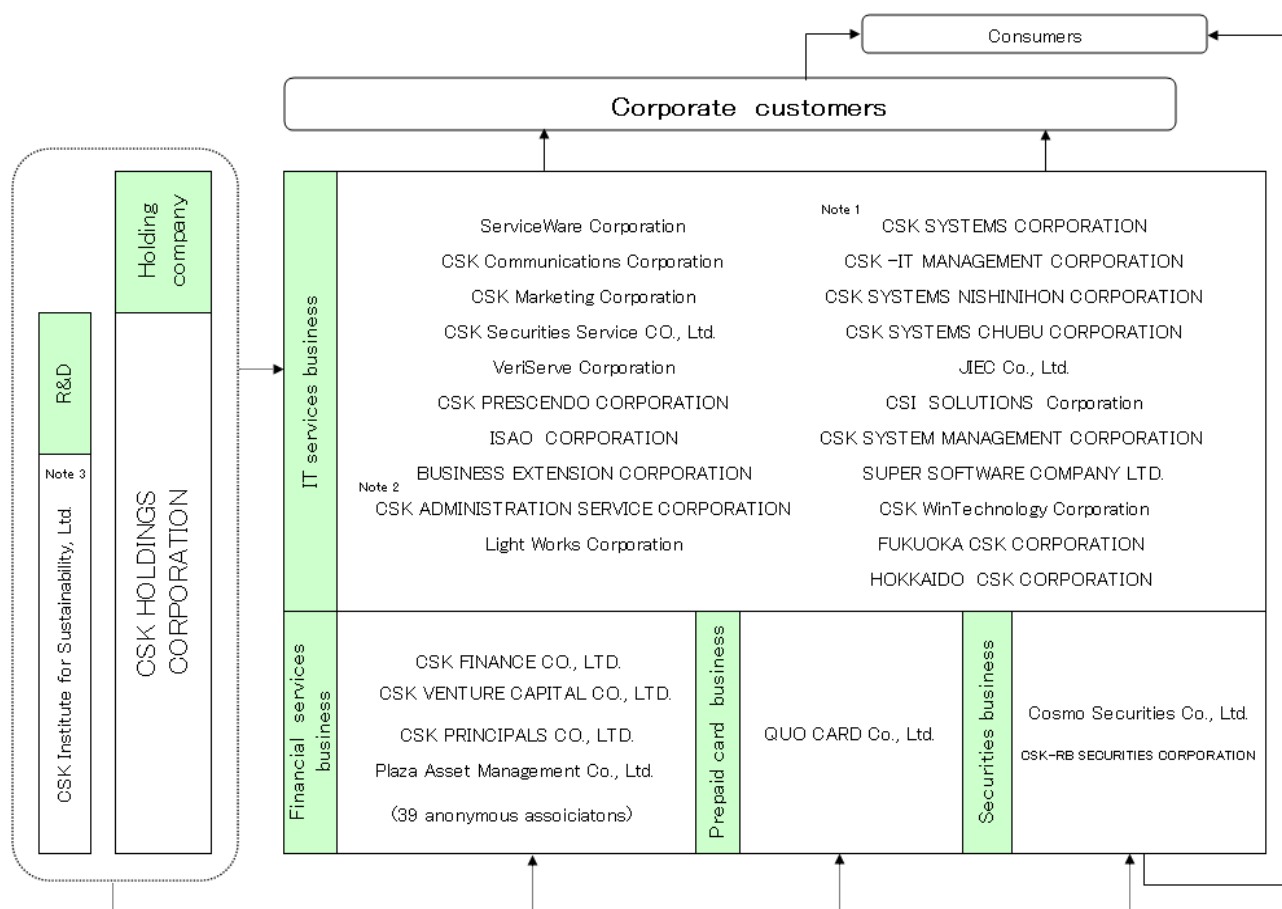 Consumers
Corporate customers
Holding
company
CSK HOLDINGS
CORPORATION
R&D
Note 3
CSK Institute for Sustainability, Ltd.
IT services business
ServiceWare Corporation
CSK Communications Corporation
CSK Marketing Corporation
CSK Securities Service CO., Ltd.
VeriServe Corporation
CSK PRESCENDO CORPORATION
ISAO CORPORATION
BUSINESS EXTENSION CORPORATION
Note 2
CSK ADMINISTRATION SERVICE CORPORATION
Light Works Corporation
Note 1
CSK SYSTEMS CORPORATION
CSK -IT MANAGEMENT CORPORATION
CSK SYSTEMS NISHINIHON CORPORATION
CSK SYSTEMS CHUBU CORPORATION
JIEC Co., Ltd.
CSI SOLUTIONS Corporation
CSK SYSTEM MANAGEMENT CORPORATION
SUPER SOFTWARE COMPANY LTD.
CSK WinTechnology Corporation
FUKUOKA CSK CORPORATION
HOKKAIDO CSK CORPORATION
Financial services
business
CSK FINANCE CO., LTD.
CSK VENTURE CAPITAL CO., LTD.
CSK PRINCIPALS CO., LTD.
Plaza Asset Management Co., Ltd.
(39 anonymous assoiciatons)
Prepaid card business
QUO CARD Co., Ltd.
Securities business
Cosmo Securities Co., Ltd.
CSK-RB SECURITIES CORPORATION